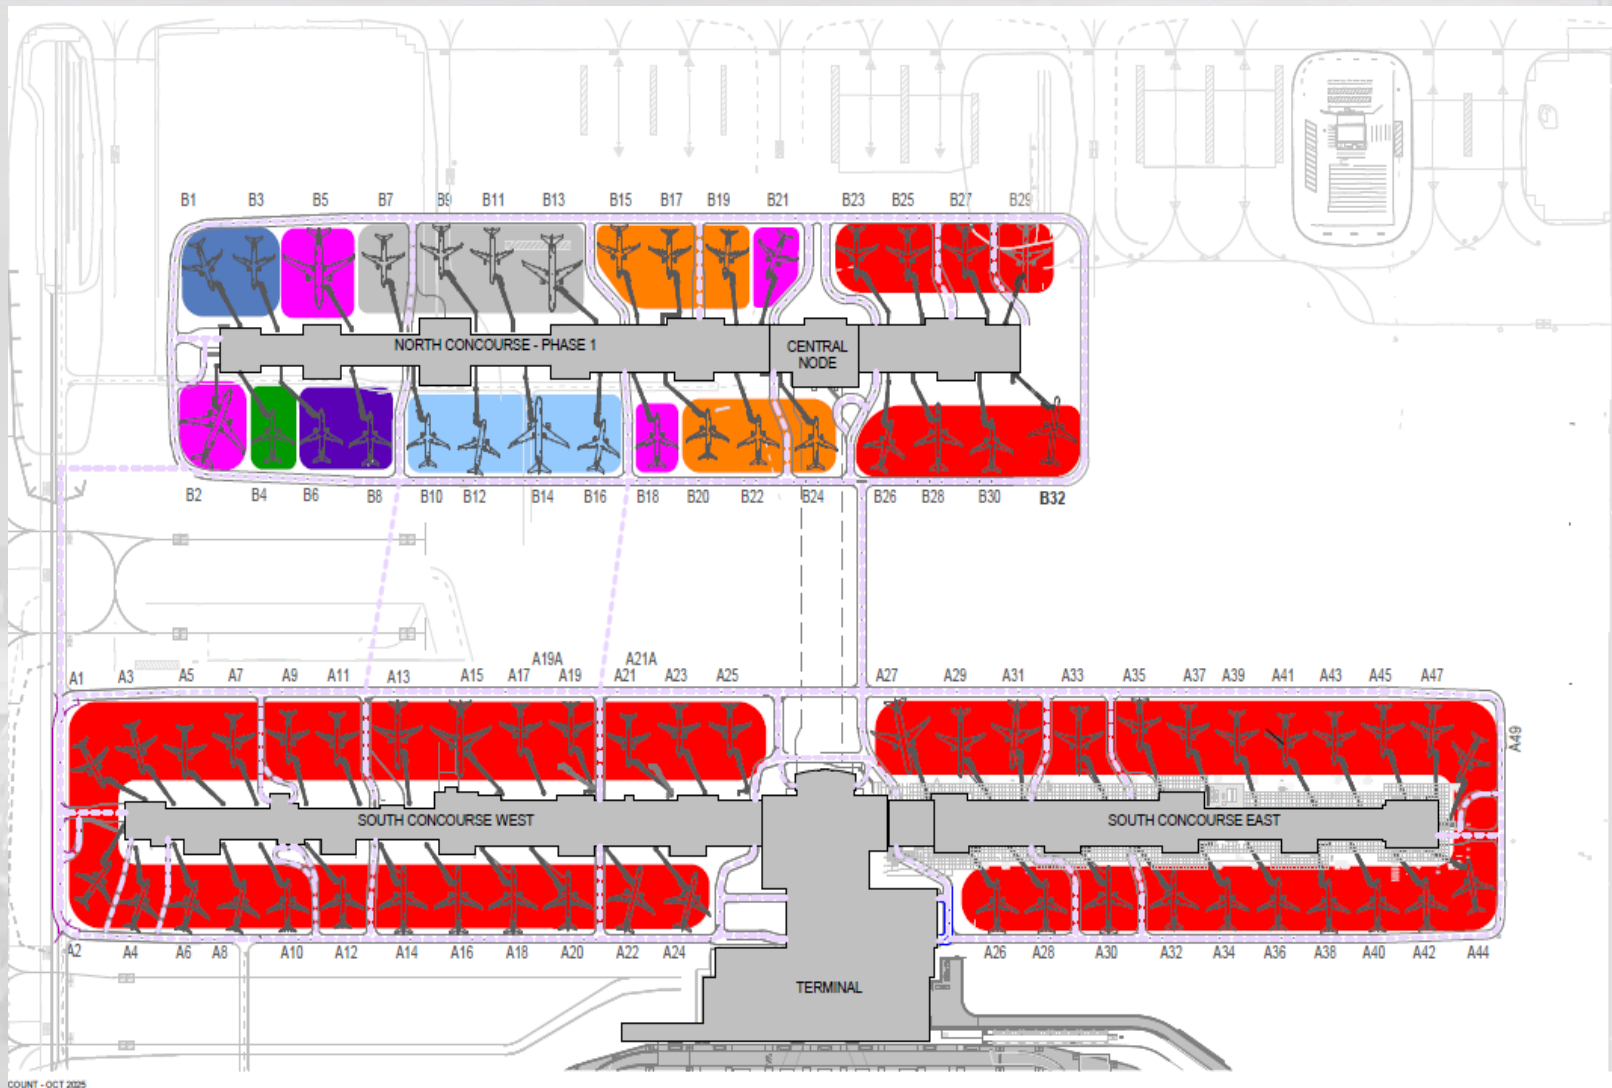 B1 B3 B5 B7 B9 B11 B13 B15 B17 B19 B21 B23 B25 B27 B29
NORTH CONCOURSE - PHASE 1
CENTRAL
NODE
B2 B4 B6 B8 B10 B12 B14 B16 B18 B20 B22 B24 B26 B28 B30 B32
A19A A21A
A1 A3 A5 A7 A9 A11 A13 A15 A17 A19 A21 A23 A25 A27 A29 A31 A33 A35 A37 A39 A41 A43 A45 A47
A49
SOUTH CONCOURSE WEST
SOUTH CONCOURSE EAST
A2 A4 A6 A8 A10 A12 A14 A16 A18 A20 A22 A24 A26 A28 A30 A32 A34 A36 A38 A40 A42 A44
TERMINAL
COUNT - OCT 2025